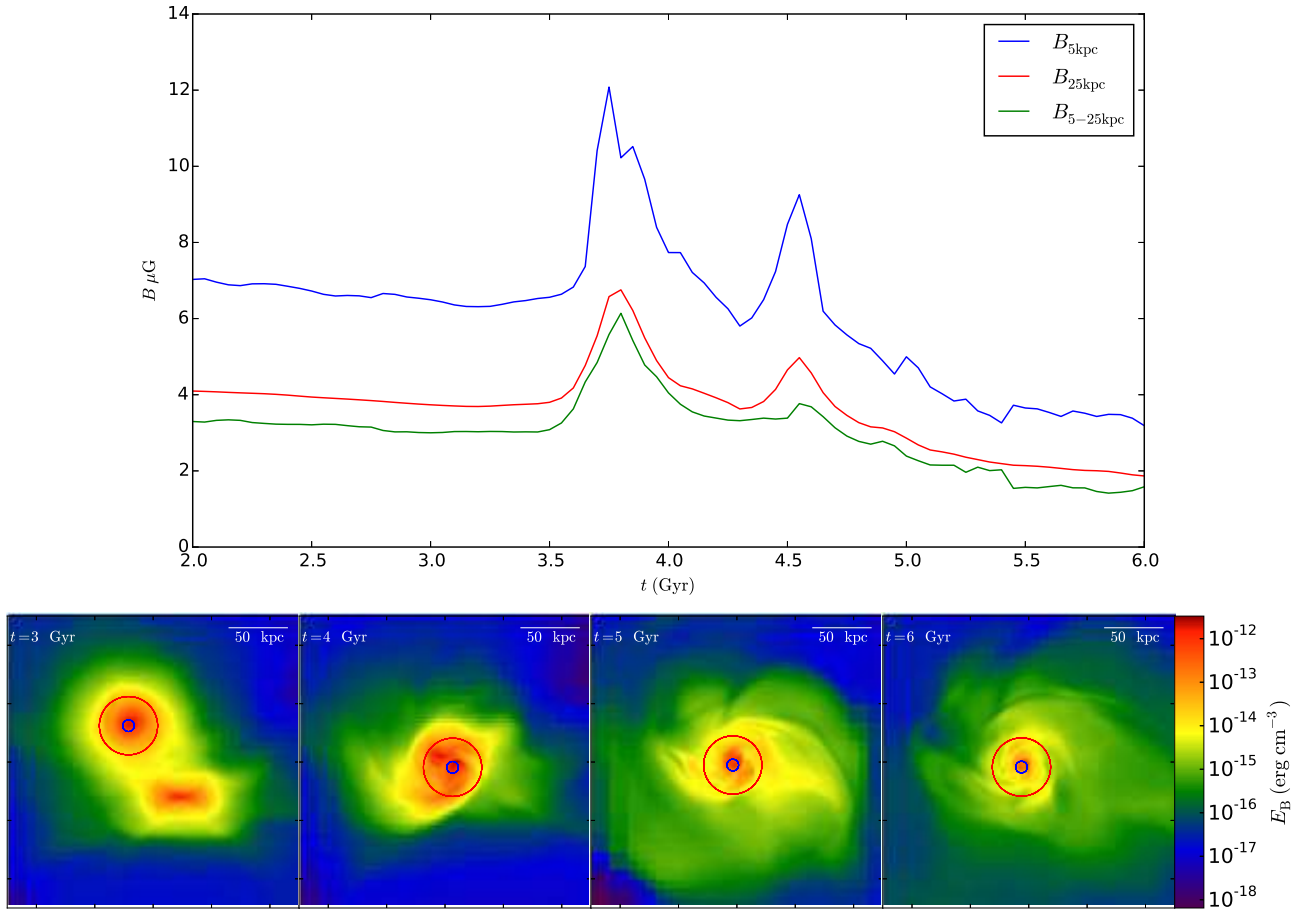 14
12
10
8
6
4
2
0
B μG
B5kpc
B25kpc
B5−25kpc
2.0 2.5 3.0 3.5 4.0 4.5 5.0 5.5 6.0
t (Gyr)
t=3 Gyr 50 kpc
t=4 Gyr 50 kpc
t=5 Gyr 50 kpc
t=6 Gyr 50 kpc
10^-12
10^-13
10^-14
10^-15
10^-16
10^-17
10^-18
E_B (erg cm^−3)